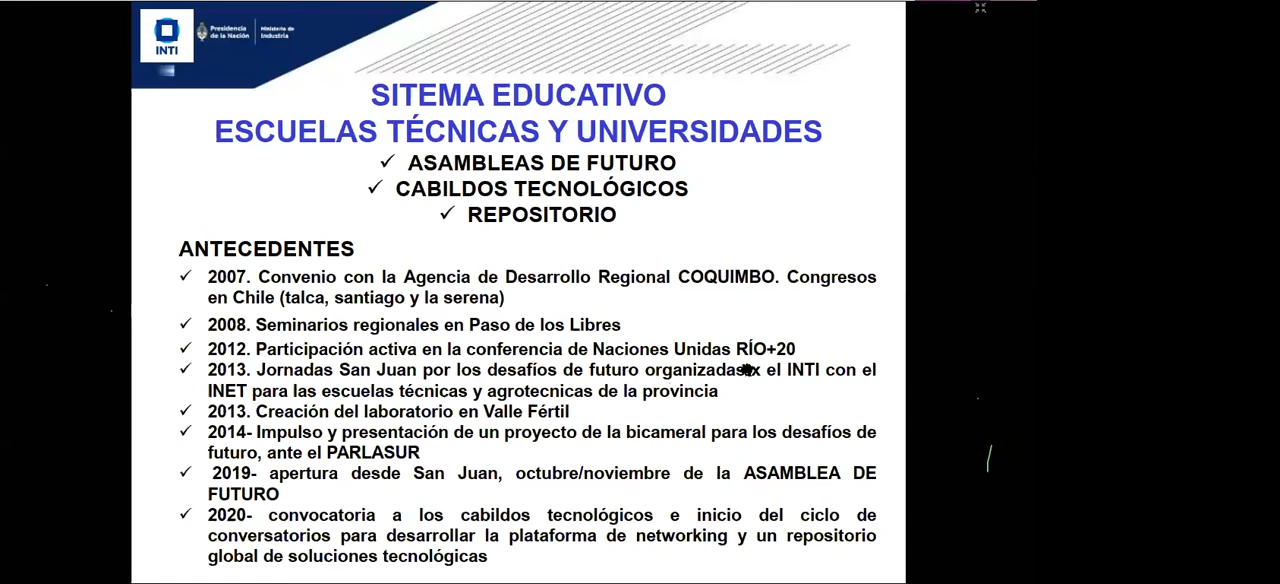 INTI
Presidencia
de la Nación
Ministerio de
Industria
SITEMA EDUCATIVO
ESCUELAS TÉCNICAS Y UNIVERSIDADES
✓ ASAMBLEAS DE FUTURO
✓ CABILDOS TECNOLÓGICOS
✓ REPOSITORIO
ANTECEDENTES
✓ 2007. Convenio con la Agencia de Desarrollo Regional COQUIMBO. Congresos
en Chile (talca, santiago y la serena)
✓ 2008. Seminarios regionales en Paso de los Libres
✓ 2012. Participación activa en la conferencia de Naciones Unidas RÍO+20
✓ 2013. Jornadas San Juan por los desafíos de futuro organizadas x el INTI con el
INET para las escuelas técnicas y agrotecnicas de la provincia
✓ 2013. Creación del laboratorio en Valle Fértil
✓ 2014- Impulso y presentación de un proyecto de la bicameral para los desafíos de
futuro, ante el PARLASUR
✓ 2019- apertura desde San Juan, octubre/noviembre de la ASAMBLEA DE
FUTURO
✓ 2020- convocatoria a los cabildos tecnológicos e inicio del ciclo de
conversatorios para desarrollar la plataforma de networking y un repositorio
global de soluciones tecnológicas